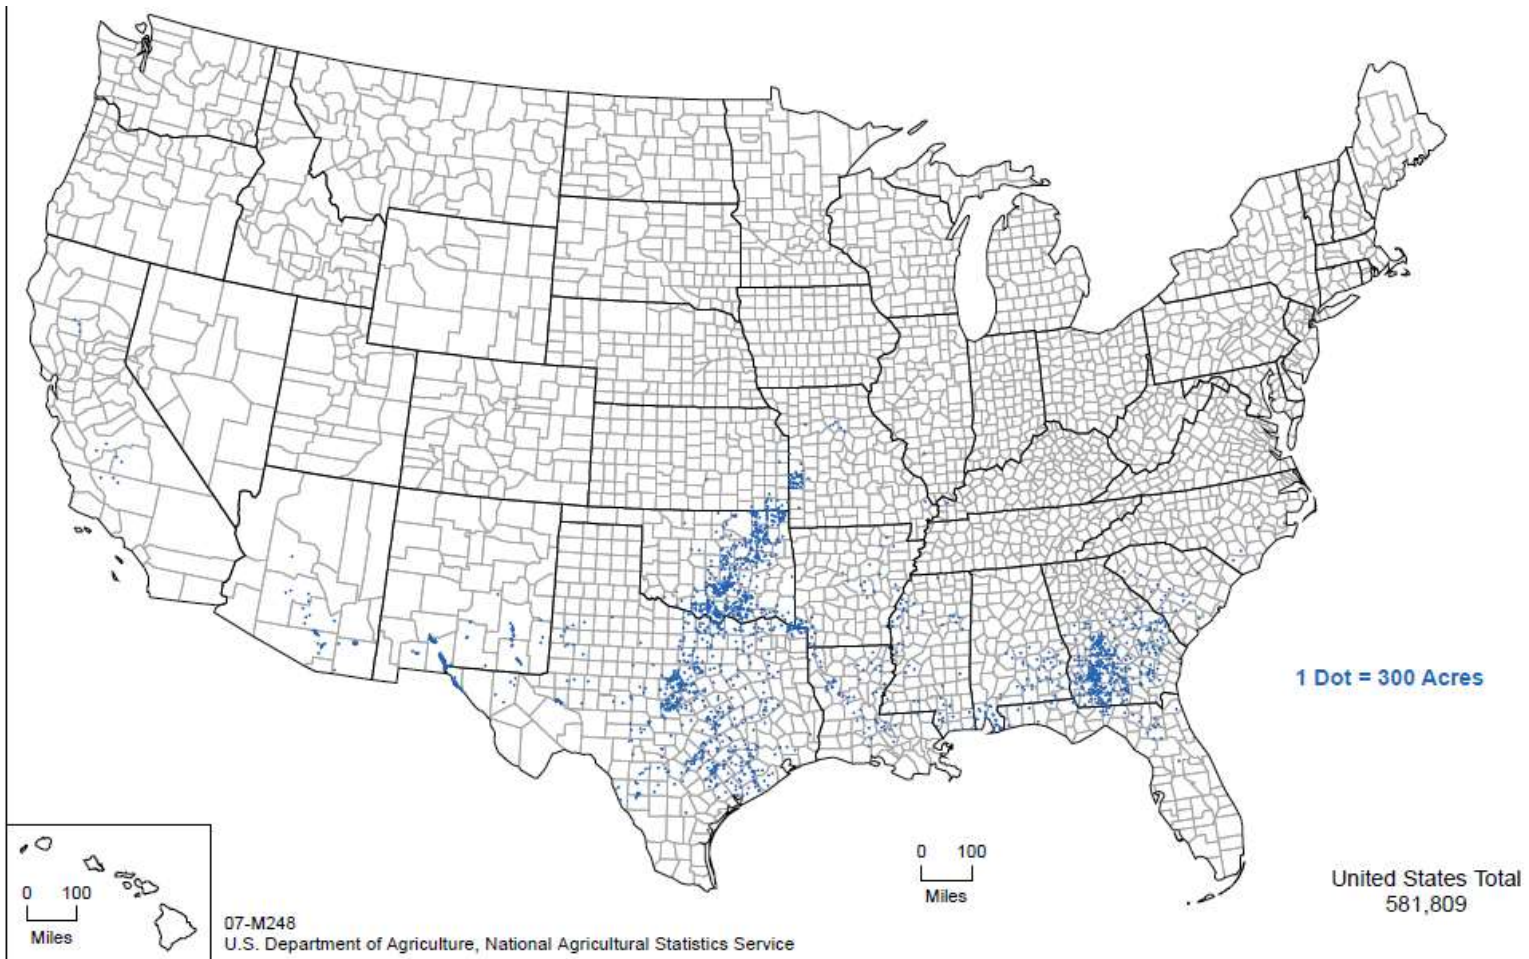 1 Dot = 300 Acres
0 100
Miles
United States Total
581,809
0 100
Miles
07-M248
U.S. Department of Agriculture, National Agricultural Statistics Service